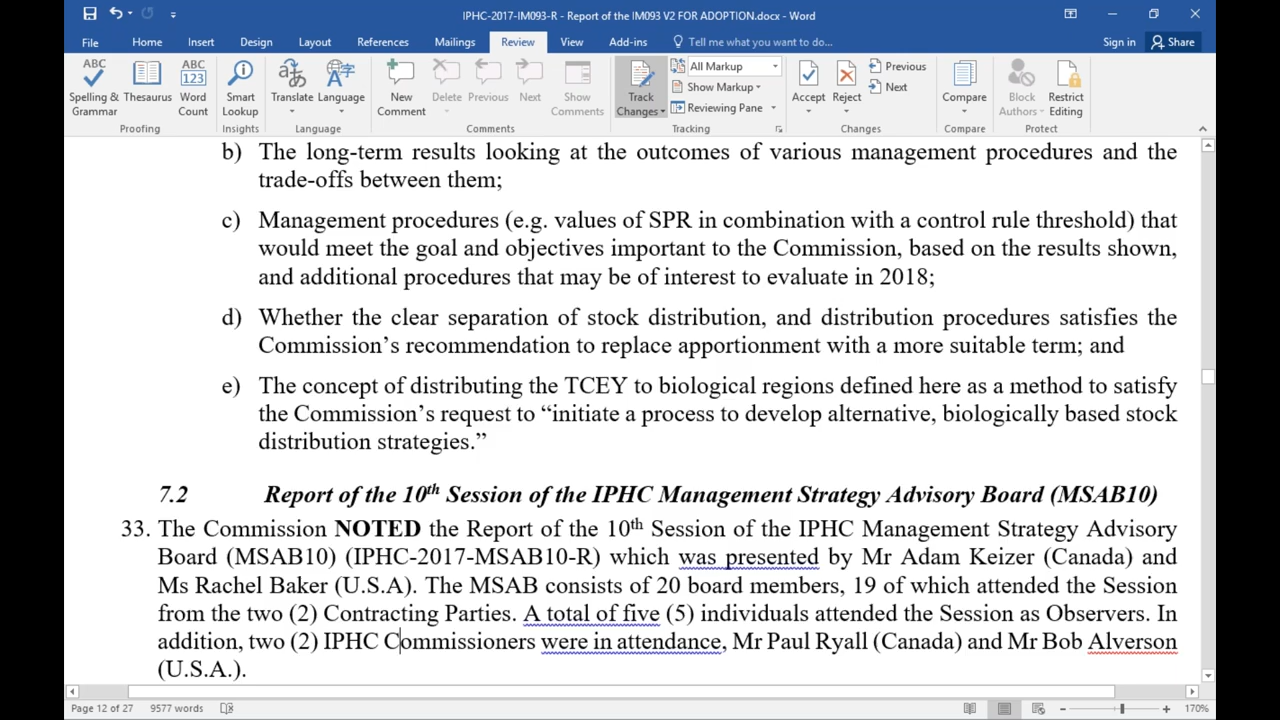 IPHC-2017-IM093-R - Report of the IM093 V2 FOR ADOPTION.docx - Word
File Home Insert Design Layout References Mailings Review View Add-ins Tell me what you want to do... Sign in Share
ABC Spelling & Grammar
Thesaurus
ABC 123 Word Count
Smart Lookup
Translate
Language
New Comment
Delete
Previous
Next
Show Comments
Track Changes
All Markup
Show Markup
Reviewing Pane
Accept
Reject
Previous
Next
Compare
Block Authors
Restrict Editing
Proofing Insights Language Comments Tracking Changes Compare Protect
b) The long-term results looking at the outcomes of various management procedures and the
trade-offs between them;
c) Management procedures (e.g. values of SPR in combination with a control rule threshold) that
would meet the goal and objectives important to the Commission, based on the results shown,
and additional procedures that may be of interest to evaluate in 2018;
d) Whether the clear separation of stock distribution, and distribution procedures satisfies the
Commission’s recommendation to replace apportionment with a more suitable term; and
e) The concept of distributing the TCEY to biological regions defined here as a method to satisfy
the Commission’s request to “initiate a process to develop alternative, biologically based stock
distribution strategies.”
7.2 Report of the 10th Session of the IPHC Management Strategy Advisory Board (MSAB10)
33. The Commission NOTED the Report of the 10th Session of the IPHC Management Strategy Advisory
Board (MSAB10) (IPHC-2017-MSAB10-R) which was presented by Mr Adam Keizer (Canada) and
Ms Rachel Baker (U.S.A). The MSAB consists of 20 board members, 19 of which attended the Session
from the two (2) Contracting Parties. A total of five (5) individuals attended the Session as Observers. In
addition, two (2) IPHC Commissioners were in attendance, Mr Paul Ryall (Canada) and Mr Bob Alverson
(U.S.A.).
Page 12 of 27 9577 words 170%